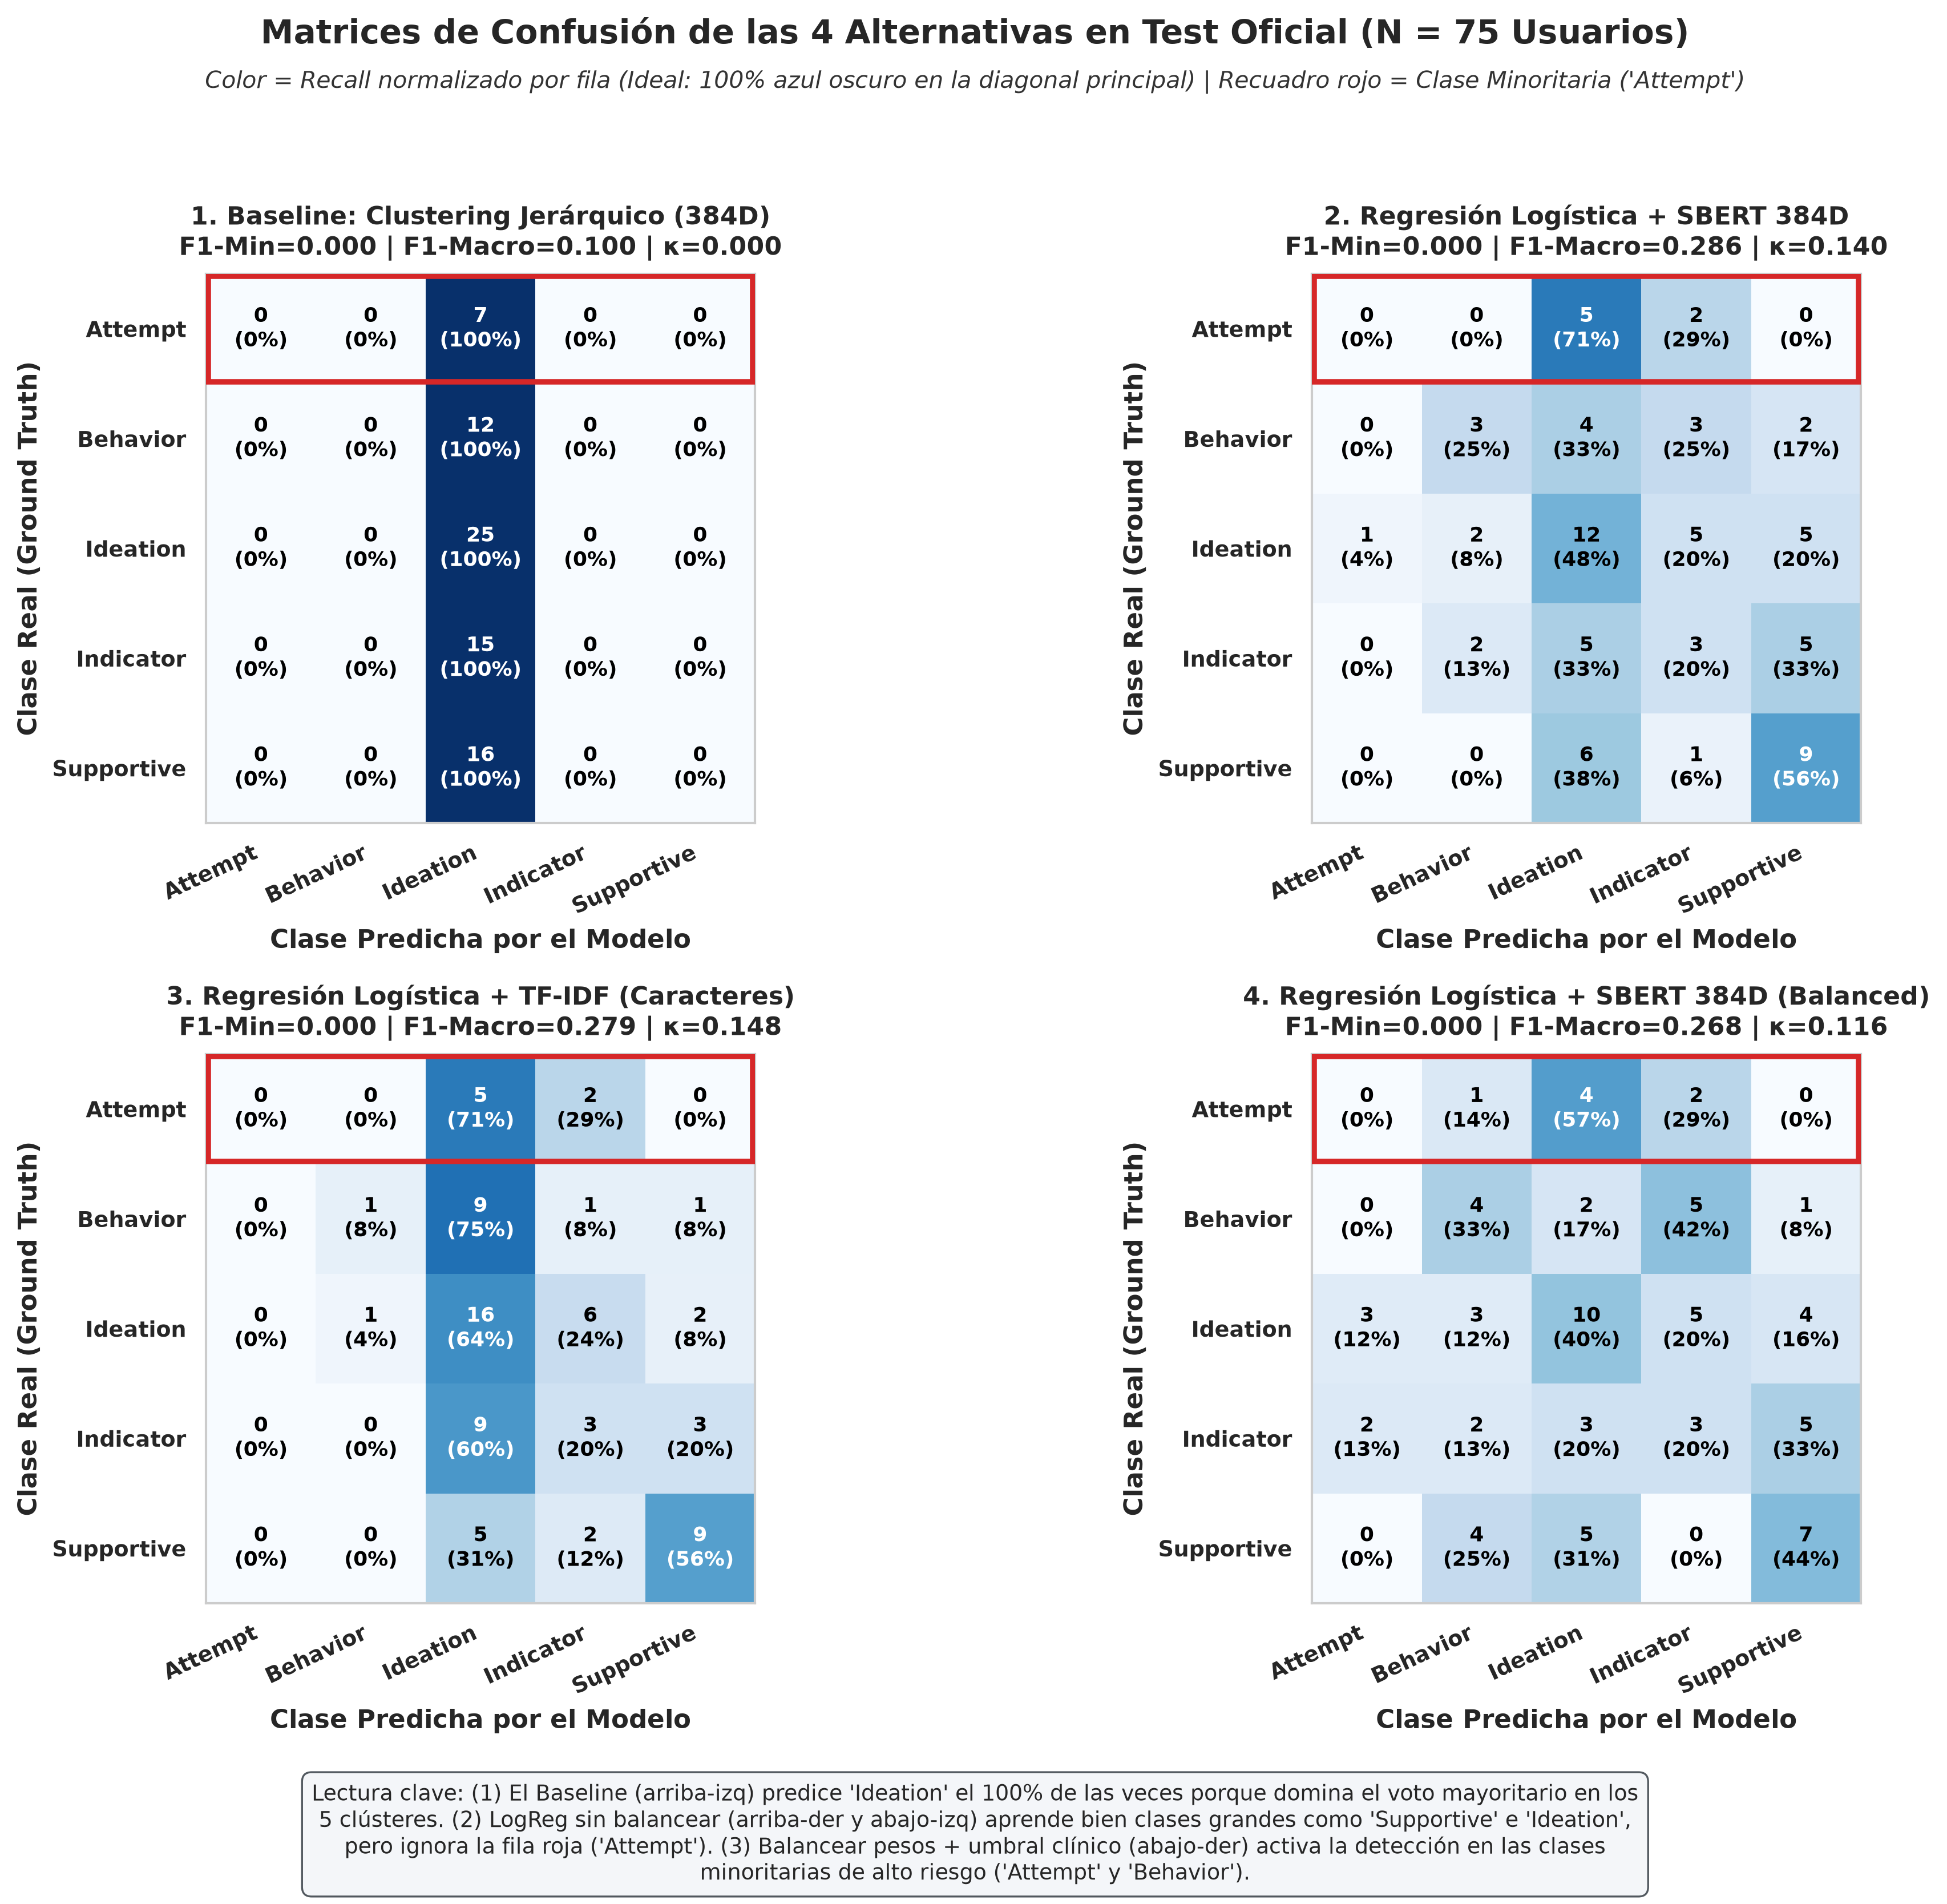 Matrices de Confusión de las 4 Alternativas en Test Oficial (N = 75 Usuarios)
Color = Recall normalizado por fila (Ideal: 100% azul oscuro en la diagonal principal) | Recuadro rojo = Clase Minoritaria ('Attempt')
1. Baseline: Clustering Jerárquico (384D)
F1-Min=0.000 | F1-Macro=0.100 | κ=0.000
Clase Real (Ground Truth)
Attempt
0 0 7 0 0
(0%) (0%) (100%) (0%) (0%)
Behavior
0 0 12 0 0
(0%) (0%) (100%) (0%) (0%)
Ideation
0 0 25 0 0
(0%) (0%) (100%) (0%) (0%)
Indicator
0 0 15 0 0
(0%) (0%) (100%) (0%) (0%)
Supportive
0 0 16 0 0
(0%) (0%) (100%) (0%) (0%)
Attempt Behavior Ideation Indicator Supportive
Clase Predicha por el Modelo
2. Regresión Logística + SBERT 384D
F1-Min=0.000 | F1-Macro=0.286 | κ=0.140
Clase Real (Ground Truth)
Attempt
0 0 5 2 0
(0%) (0%) (71%) (29%) (0%)
Behavior
0 3 4 3 2
(0%) (25%) (33%) (25%) (17%)
Ideation
1 2 12 5 5
(4%) (8%) (48%) (20%) (20%)
Indicator
0 2 5 3 5
(0%) (13%) (33%) (20%) (33%)
Supportive
0 0 6 1 9
(0%) (0%) (38%) (6%) (56%)
Attempt Behavior Ideation Indicator Supportive
Clase Predicha por el Modelo
3. Regresión Logística + TF-IDF (Caracteres)
F1-Min=0.000 | F1-Macro=0.279 | κ=0.148
Clase Real (Ground Truth)
Attempt
0 0 5 2 0
(0%) (0%) (71%) (29%) (0%)
Behavior
0 1 9 1 1
(0%) (8%) (75%) (8%) (8%)
Ideation
0 1 16 6 2
(0%) (4%) (64%) (24%) (8%)
Indicator
0 0 9 3 3
(0%) (0%) (60%) (20%) (20%)
Supportive
0 0 5 2 9
(0%) (0%) (31%) (12%) (56%)
Attempt Behavior Ideation Indicator Supportive
Clase Predicha por el Modelo
4. Regresión Logística + SBERT 384D (Balanced)
F1-Min=0.000 | F1-Macro=0.268 | κ=0.116
Clase Real (Ground Truth)
Attempt
0 1 4 2 0
(0%) (14%) (57%) (29%) (0%)
Behavior
0 4 2 5 1
(0%) (33%) (17%) (42%) (8%)
Ideation
3 3 10 5 4
(12%) (12%) (40%) (20%) (16%)
Indicator
2 2 3 3 5
(13%) (13%) (20%) (20%) (33%)
Supportive
0 4 5 0 7
(0%) (25%) (31%) (0%) (44%)
Attempt Behavior Ideation Indicator Supportive
Clase Predicha por el Modelo
Lectura clave: (1) El Baseline (arriba-izq) predice 'Ideation' el 100% de las veces porque domina el voto mayoritario en los
5 clústeres. (2) LogReg sin balancear (arriba-der y abajo-izq) aprende bien clases grandes como 'Supportive' e 'Ideation',
pero ignora la fila roja ('Attempt'). (3) Balancear pesos + umbral clínico (abajo-der) activa la detección en las clases
minoritarias de alto riesgo ('Attempt' y 'Behavior').